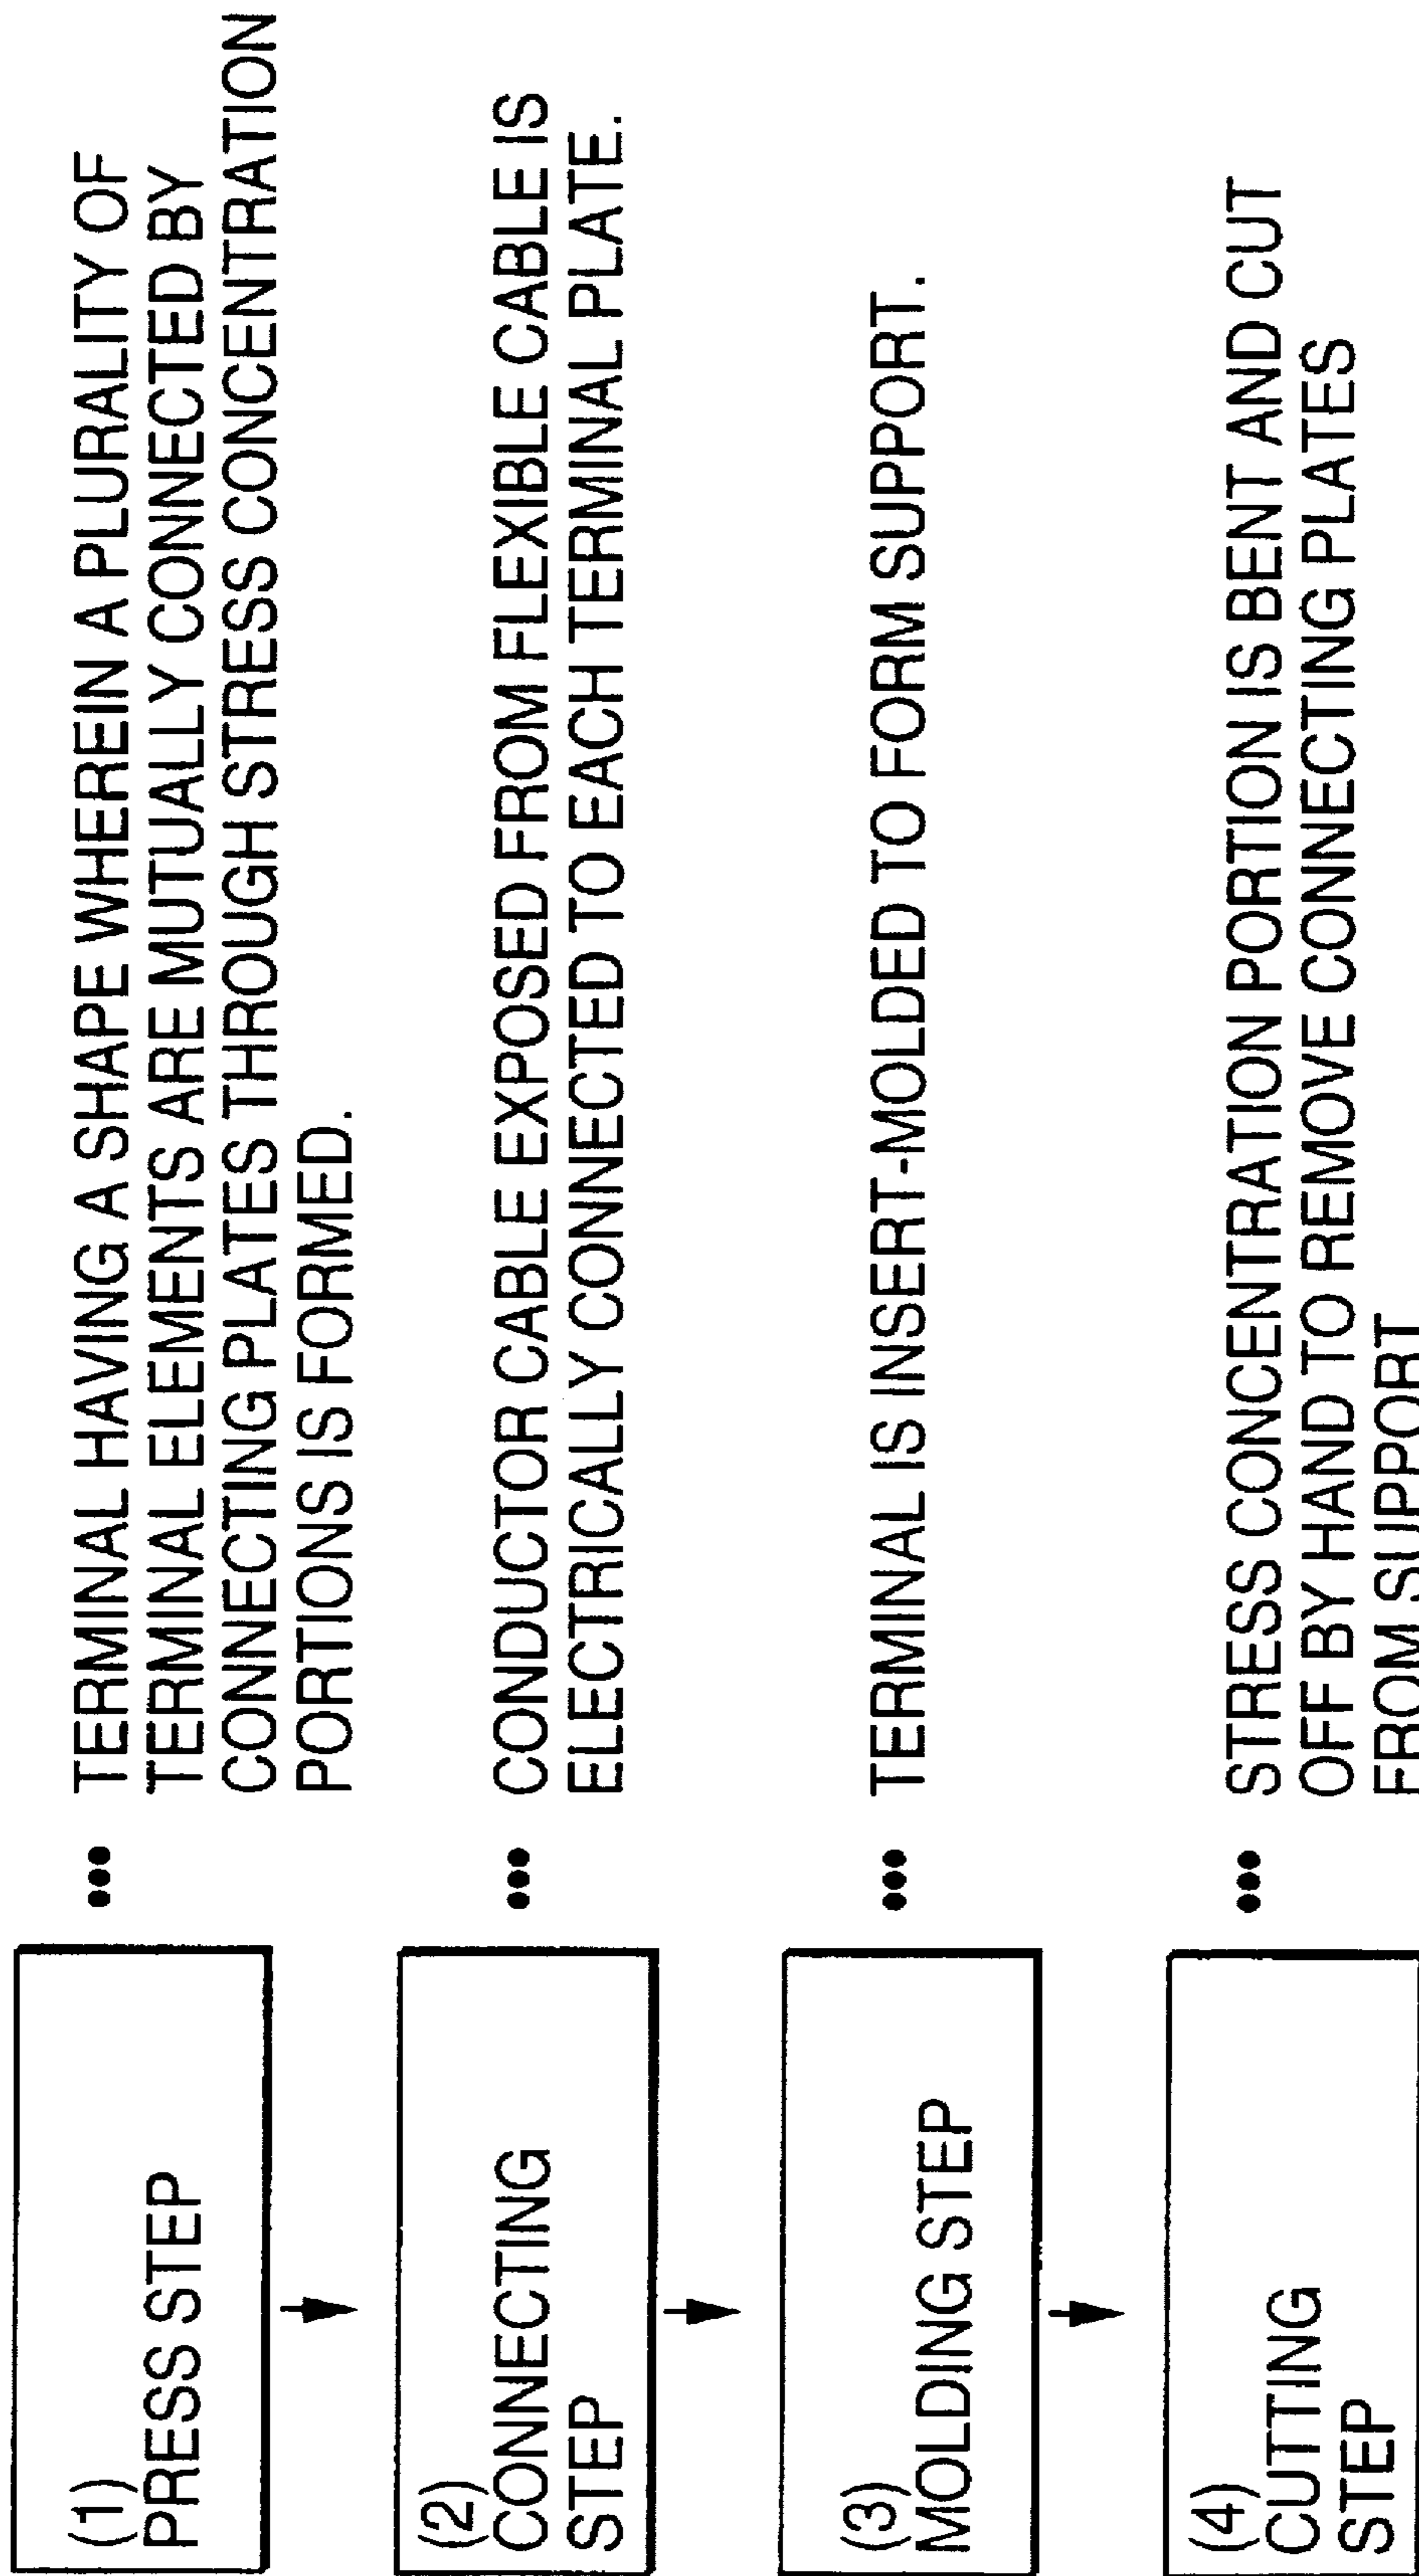 (1)
PRESS STEP
••• TERMINAL HAVING A SHAPE WHEREIN A PLURALITY OF
TERMINAL ELEMENTS ARE MUTUALLY CONNECTED BY
CONNECTING PLATES THROUGH STRESS CONCENTRATION
PORTIONS IS FORMED.
(2)
CONNECTING
STEP
••• CONDUCTOR CABLE EXPOSED FROM FLEXIBLE CABLE IS
ELECTRICALLY CONNECTED TO EACH TERMINAL PLATE.
(3)
MOLDING STEP
••• TERMINAL IS INSERT-MOLDED TO FORM SUPPORT.
(4)
CUTTING
STEP
••• STRESS CONCENTRATION PORTION IS BENT AND CUT
OFF BY HAND TO REMOVE CONNECTING PLATES
FROM SUPPORT